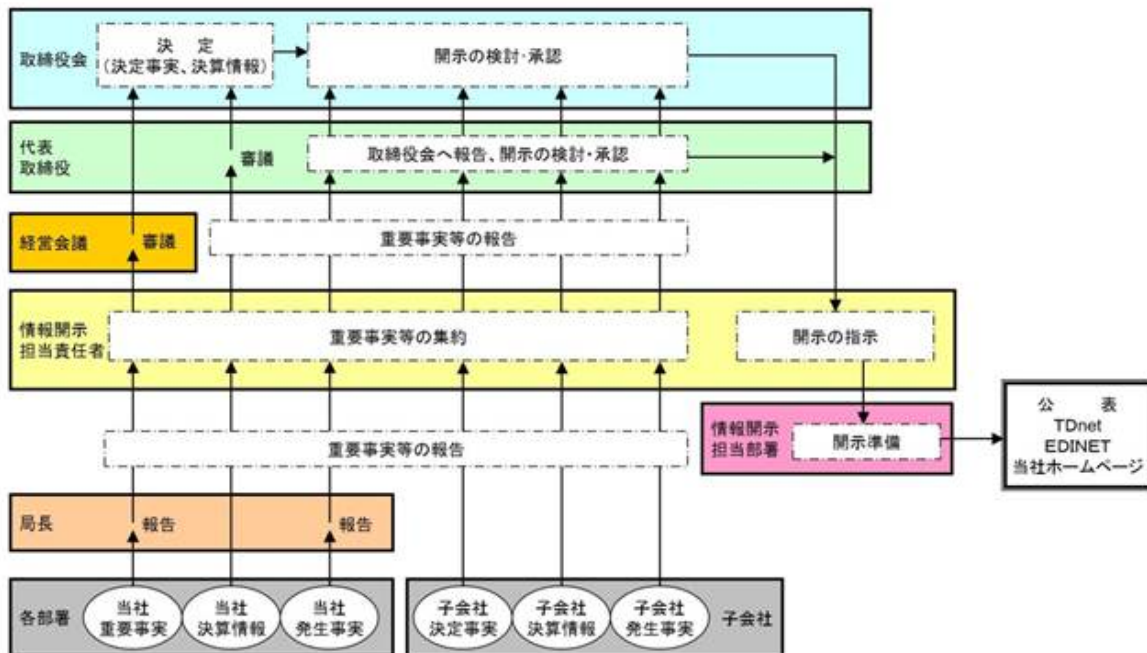 取締役会
決 定
(決定事実、決算情報)
開示の検討・承認
代表
取締役
審議
取締役会へ報告、開示の検討・承認
経営会議
審議
重要事実等の報告
情報開示
担当責任者
重要事実等の集約
開示の指示
重要事実等の報告
情報開示
担当部署
開示準備
公 表
TDnet
EDINET
当社ホームページ
局長
報告
報告
各部署
当社
重要事実
当社
決算情報
当社
発生事実
子会社
決定事実
子会社
決算情報
子会社
発生事実
子会社